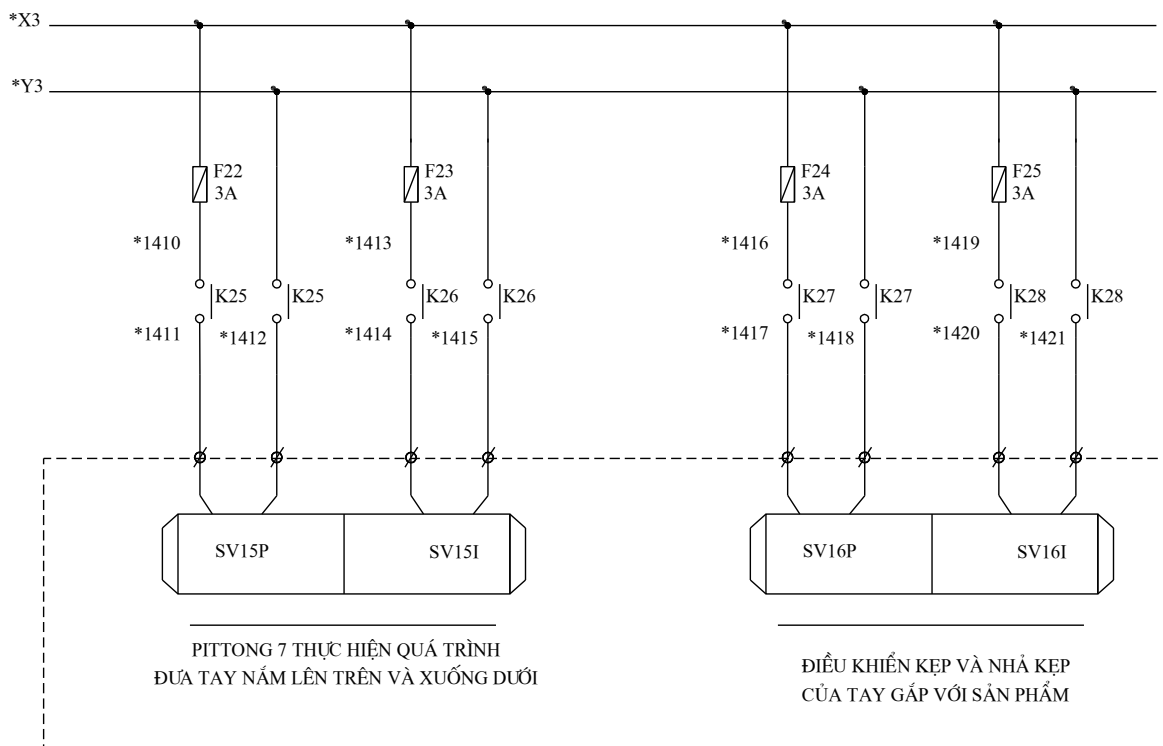 *X3
*Y3
F22
3A
F23
3A
F24
3A
F25
3A
*1410
*1413
*1416
*1419
K25
K25
K26
K26
K27
K27
K28
K28
*1411
*1412
*1414
*1415
*1417
*1418
*1420
*1421
SV15P
SV15I
SV16P
SV16I
PITTONG 7 THỰC HIỆN QUÁ TRÌNH
ĐƯA TAY NẮM LÊN TRÊN VÀ XUỐNG DƯỚI
ĐIỀU KHIỂN KẸP VÀ NHẢ KẸP
CỦA TAY GẮP VỚI SẢN PHẨM